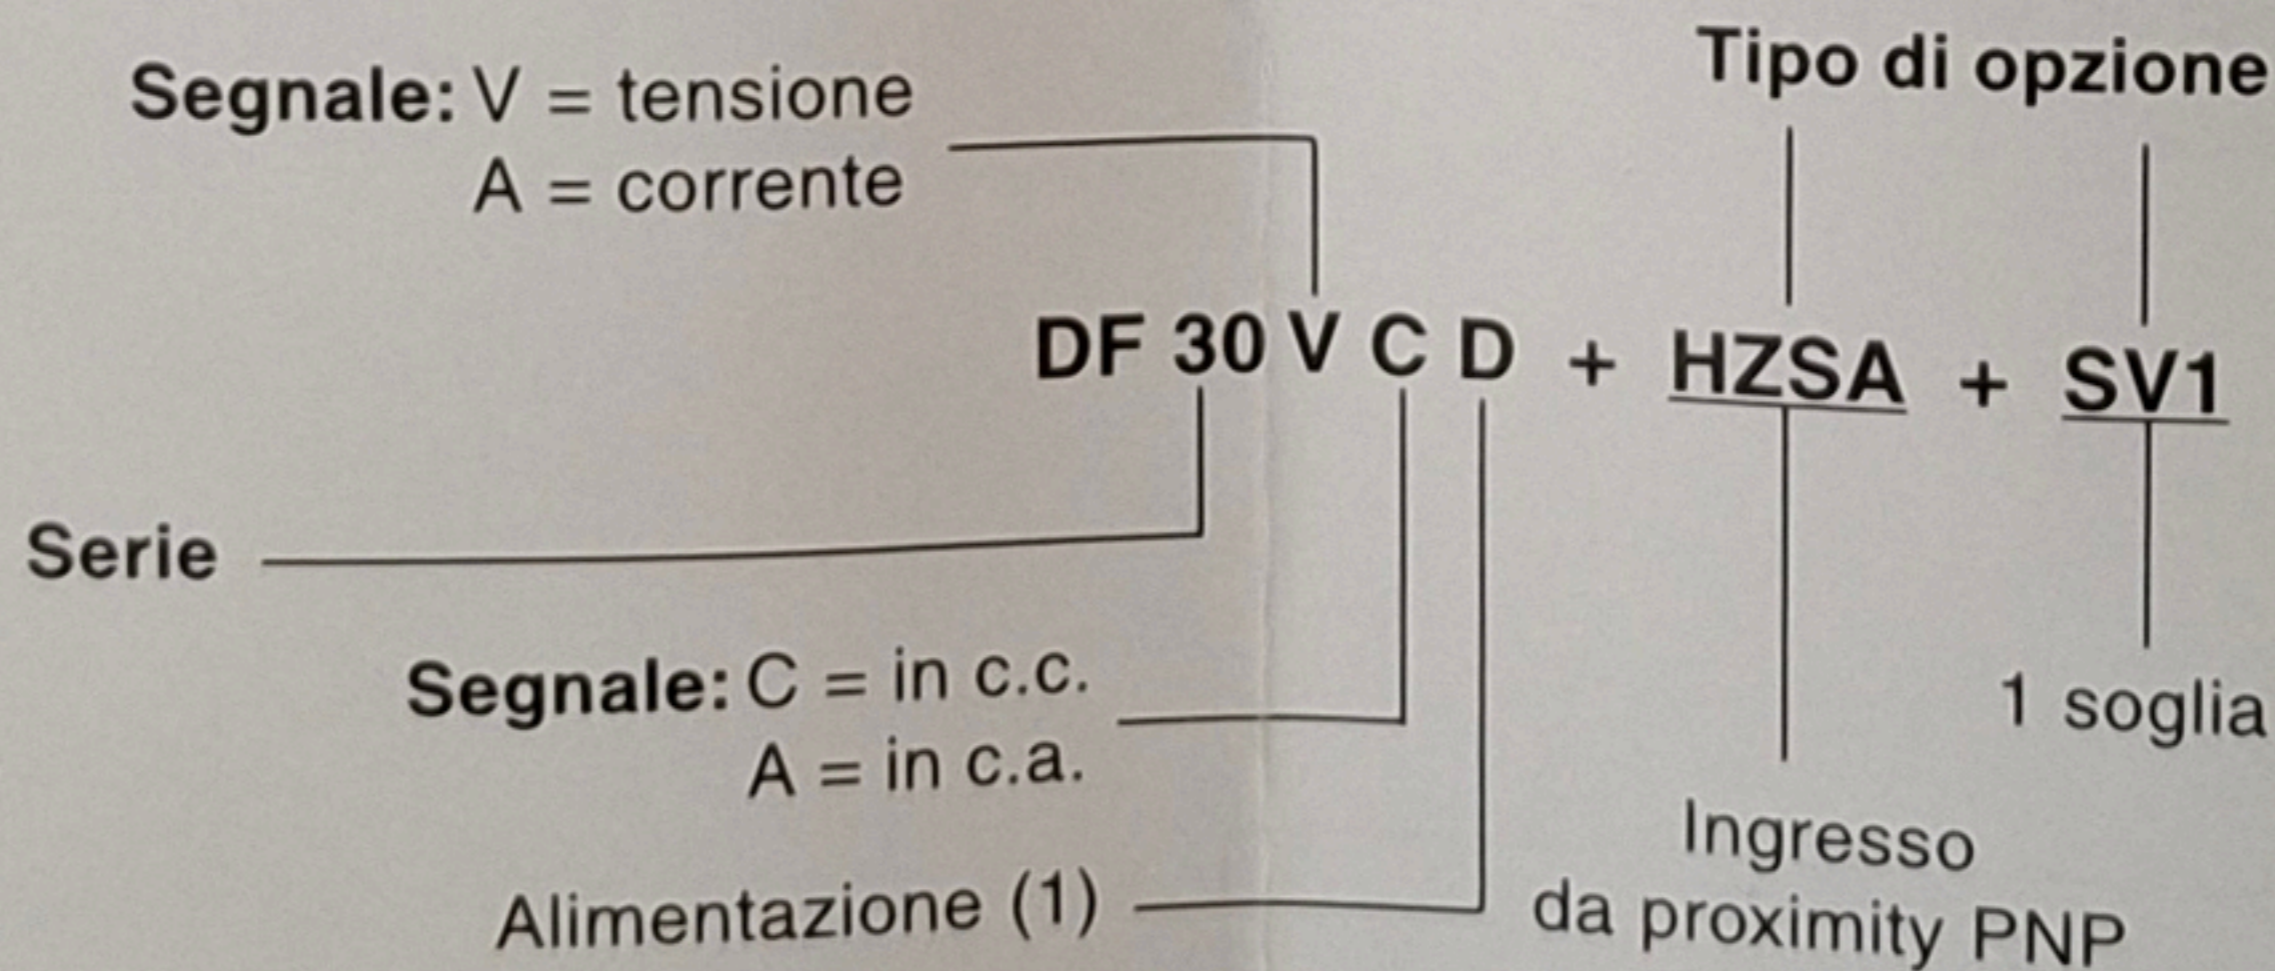 Tipo di opzione
Segnale: V = tensione
A = corrente
DF 30 V C D + HZSA + SV1
Serie
Segnale: C = in c.c.
A = in c.a.
1 soglia
Alimentazione (1)
Ingresso
da proximity PNP